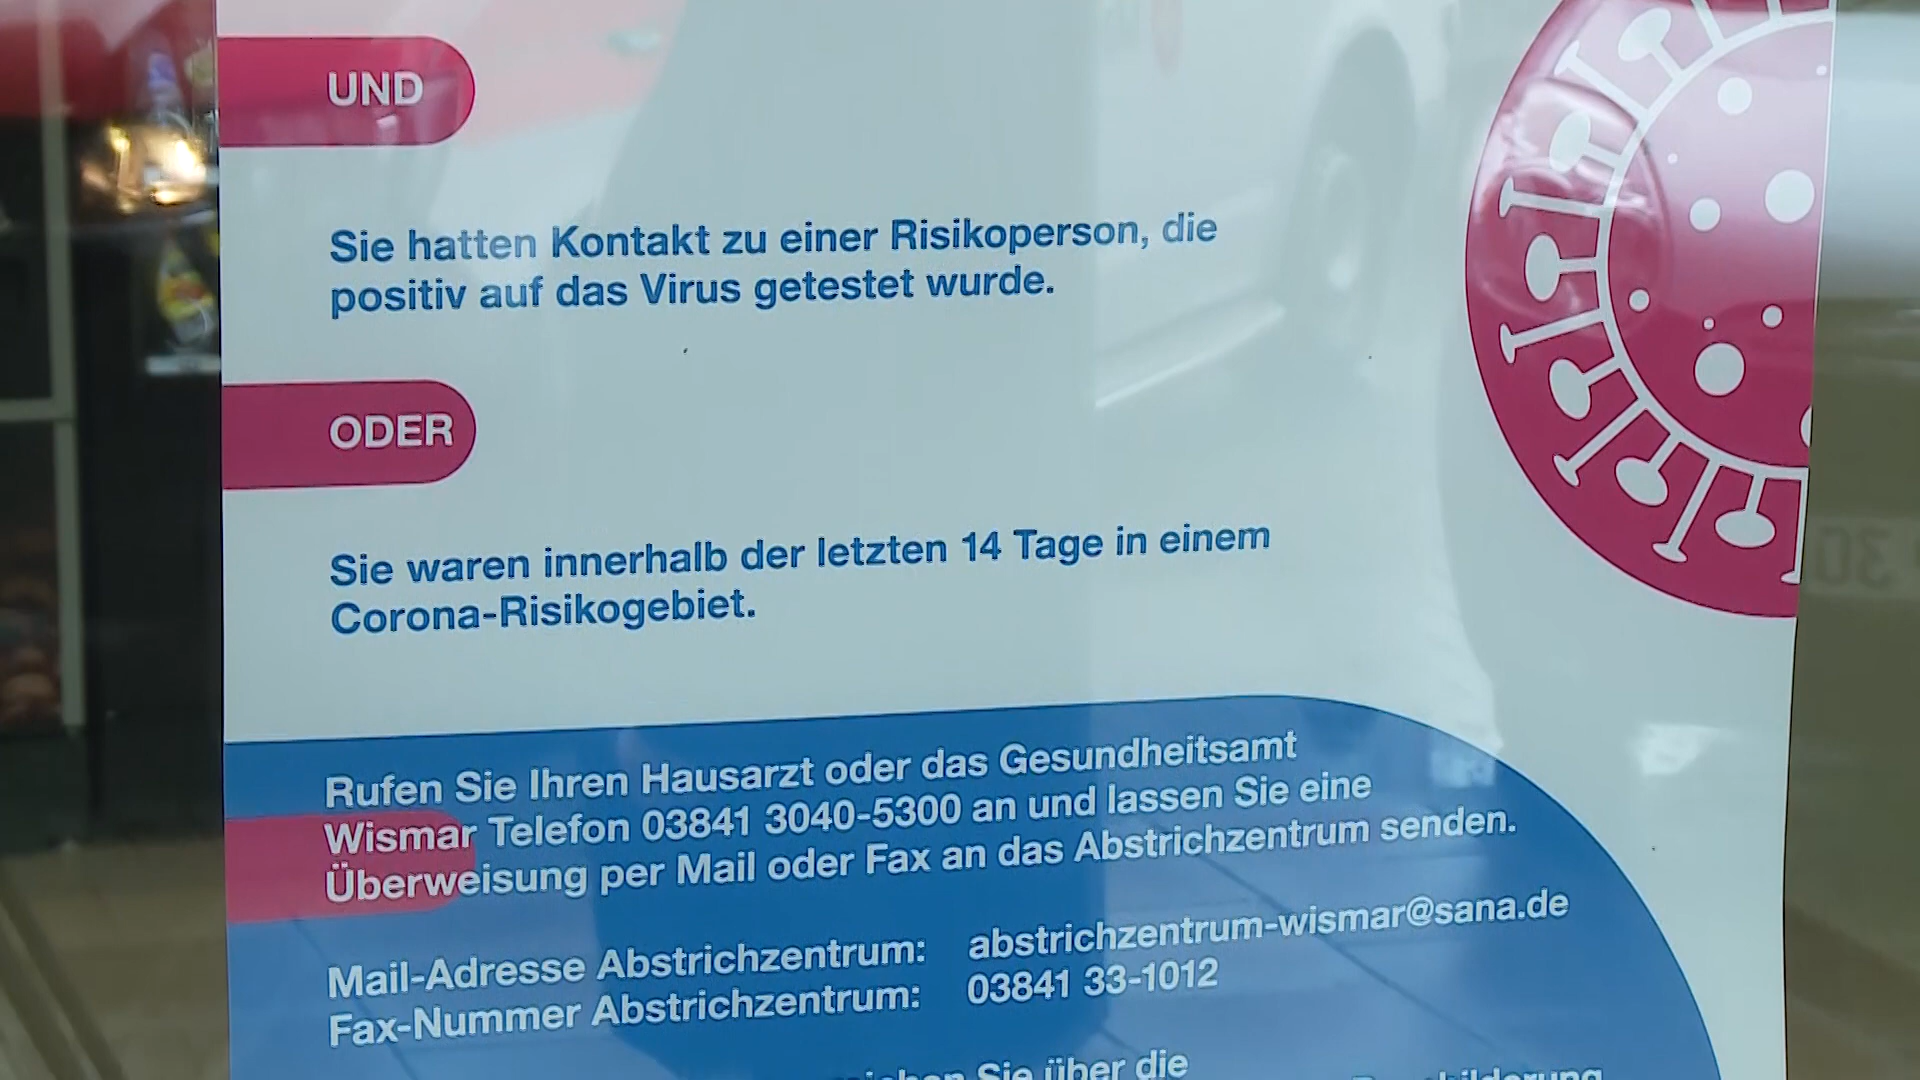 UND
Sie hatten Kontakt zu einer Risikoperson, die
positiv auf das Virus getestet wurde.
ODER
Sie waren innerhalb der letzten 14 Tage in einem
Corona-Risikogebiet.
Rufen Sie Ihren Hausarzt oder das Gesundheitsamt
Wismar Telefon 03841 3040-5300 an und lassen Sie eine
Überweisung per Mail oder Fax an das Abstrichzentrum senden.
Mail-Adresse Abstrichzentrum: abstrichzentrum-wismar@sana.de
Fax-Nummer Abstrichzentrum: 03841 33-1012
Sie über die